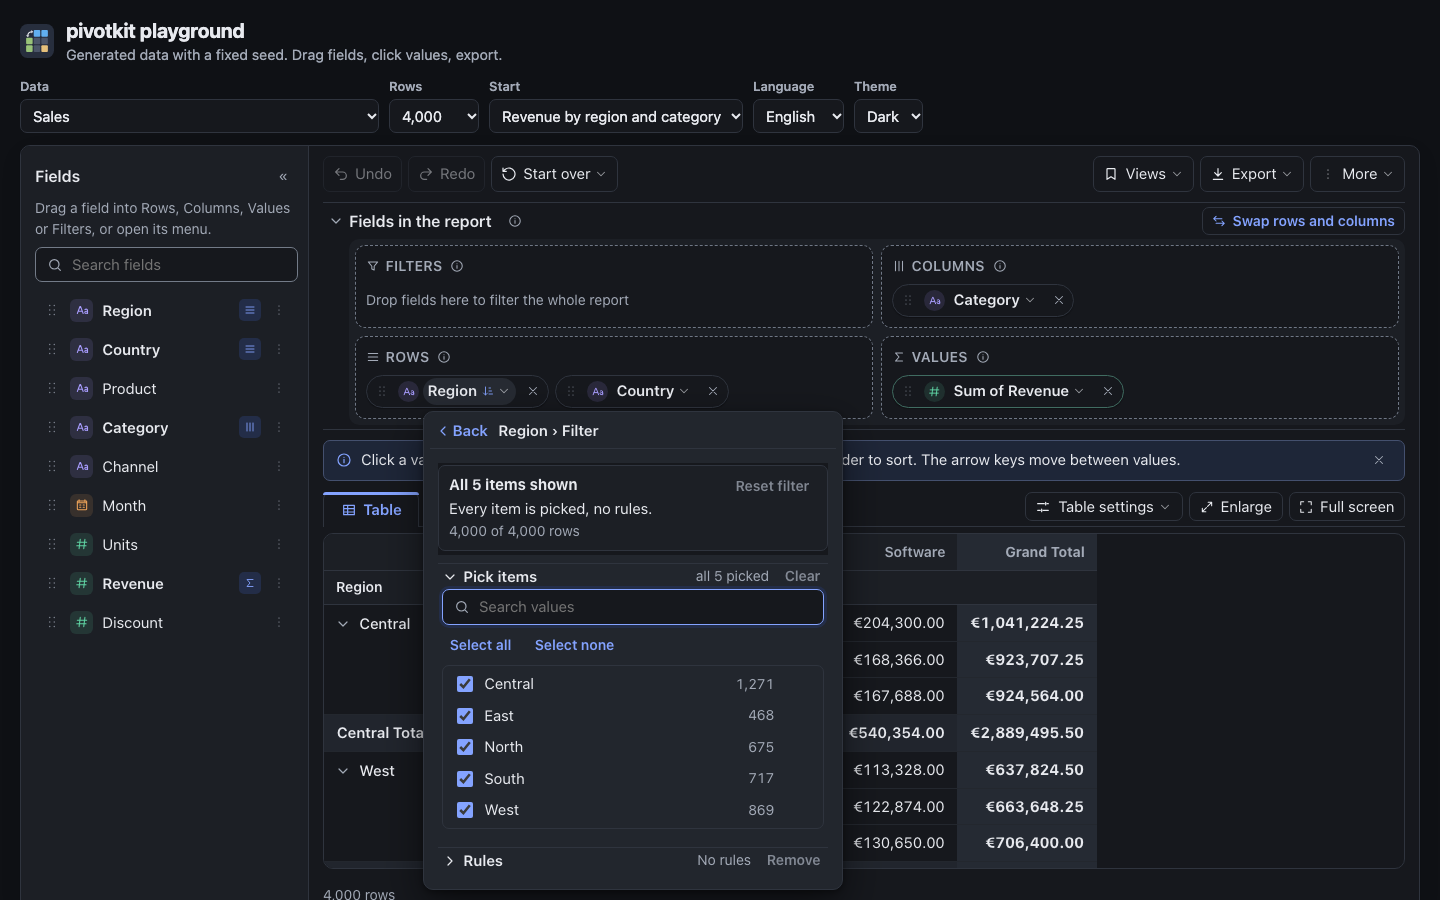 pivotkit playground
Generated data with a fixed seed. Drag fields, click values, export.
Data
Rows
Start
Language
Theme
Sales
4,000
Revenue by region and category
English
Dark
Fields
«
Drag a field into Rows, Columns, Values
or Filters, or open its menu.
Search fields
Aa Region
Aa Country
Aa Product
Aa Category
Aa Channel
Month
# Units
# Revenue Σ
# Discount
Undo
Redo
Start over
Views
Export
More
Fields in the report
Swap rows and columns
FILTERS
Drop fields here to filter the whole report
COLUMNS
Aa Category
ROWS
Aa Region
Aa Country
Σ VALUES
# Sum of Revenue
Back Region › Filter
Click a va
der to sort. The arrow keys move between values.
All 5 items shown
Reset filter
Every item is picked, no rules.
4,000 of 4,000 rows
Pick items
all 5 picked
Clear
Search values
Select all
Select none
Central 1,271
East 468
North 675
South 717
West 869
Rules
No rules
Remove
Table
Table settings
Enlarge
Full screen
Software
Grand Total
Region
Central
€204,300.00 €1,041,224.25
€168,366.00 €923,707.25
€167,688.00 €924,564.00
Central Tota
€540,354.00 €2,889,495.50
West
€113,328.00 €637,824.50
€122,874.00 €663,648.25
€130,650.00 €706,400.00
4,000 rows